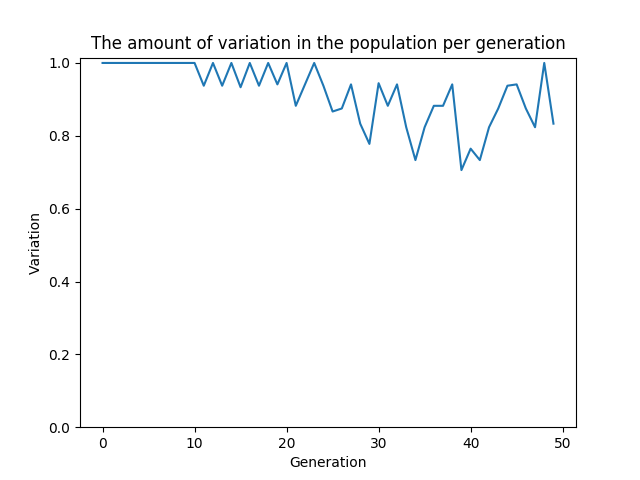 The amount of variation in the population per generation
1.0
0.8
0.6
0.4
0.2
0.0
Variation
0 10 20 30 40 50
Generation